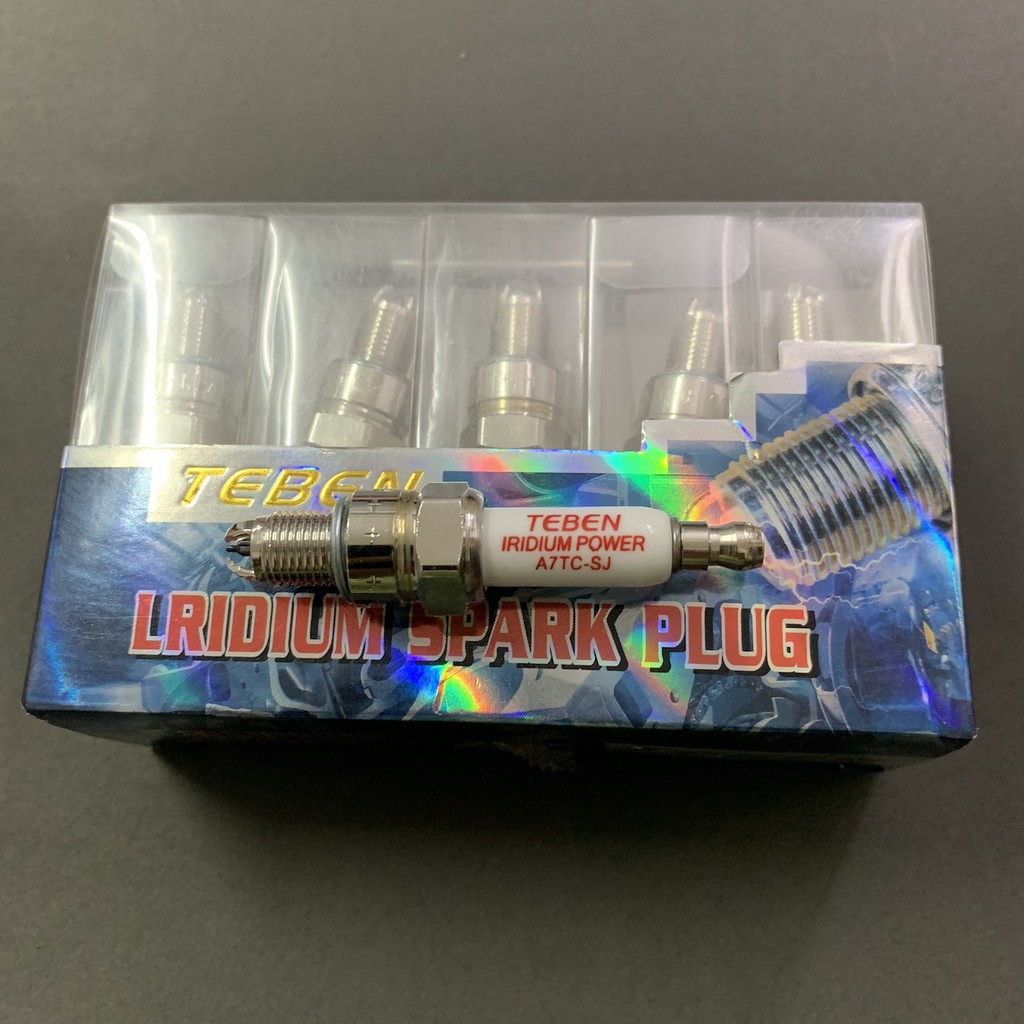 TEBEN
TEBEN
IRIDIUM POWER
A7TC-SJ
LRIDIUM SPARK PLUG